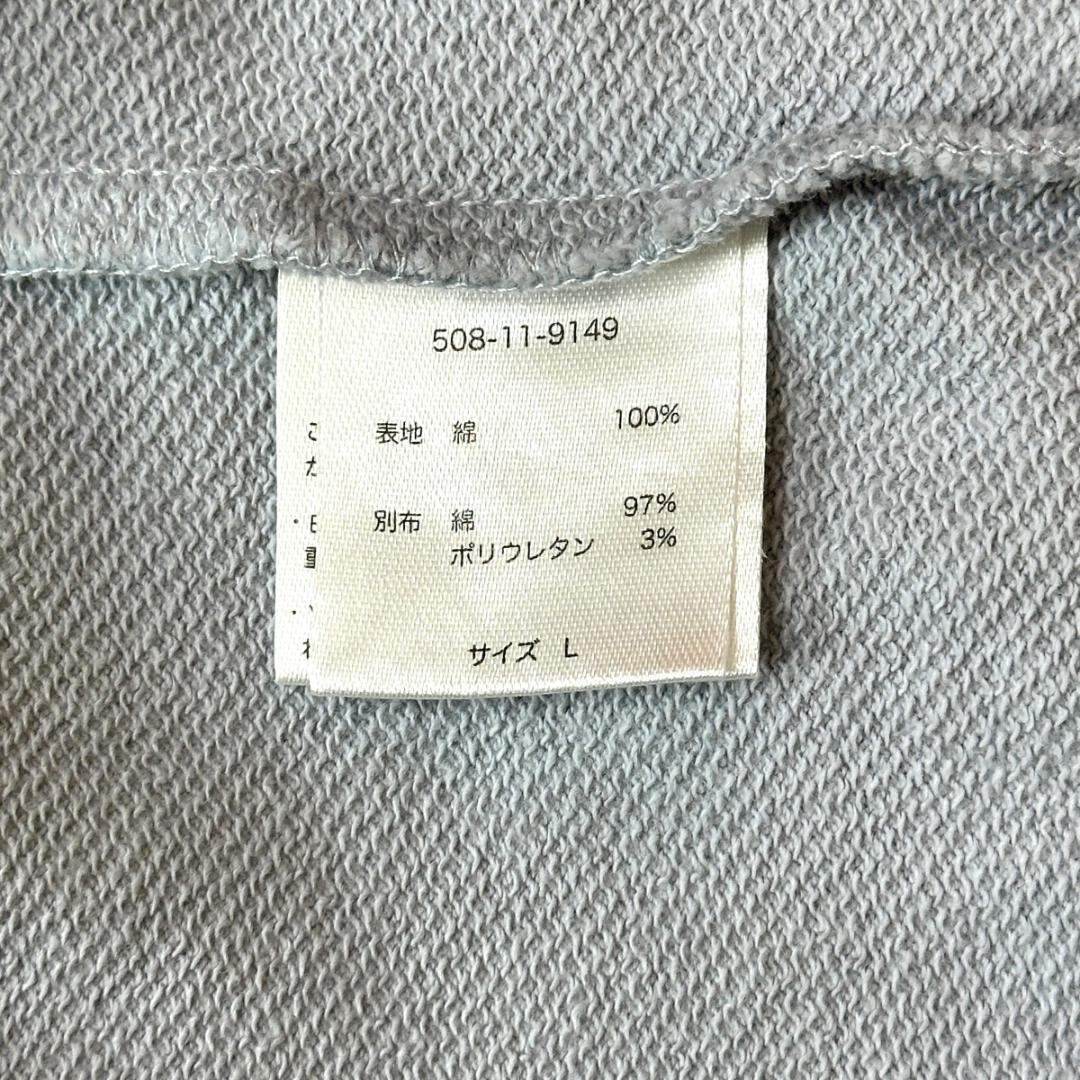 508-11-9149
表地 綿 100%
別布 綿 97%
ポリウレタン 3%
サイズ L